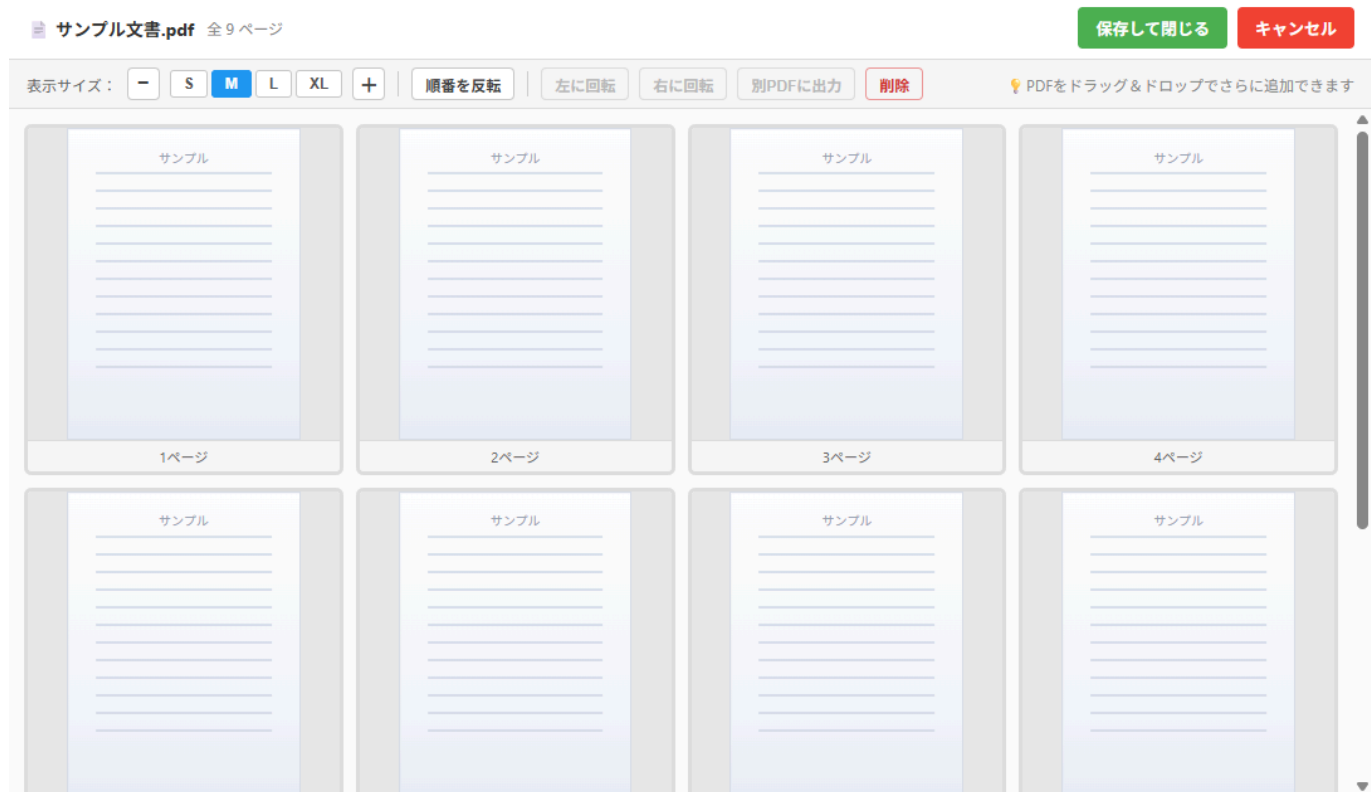 サンプル文書.pdf 全9ページ 保存して閉じる キャンセル
表示サイズ： − S M L XL + 順番を反転 左に回転 右に回転 別PDFに出力 削除 PDFをドラッグ＆ドロップでさらに追加できます
サンプル サンプル サンプル サンプル
1ページ 2ページ 3ページ 4ページ
サンプル サンプル サンプル サンプル